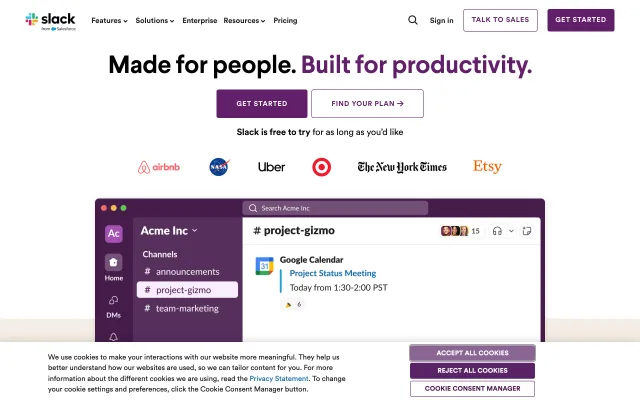 slack
from Salesforce
Features
Solutions
Enterprise
Resources
Pricing
Sign in
TALK TO SALES
GET STARTED
Made for people. Built for productivity.
GET STARTED
FIND YOUR PLAN →
Slack is free to try for as long as you'd like
airbnb
NASA
Uber
The New York Times
Etsy
Search Acme Inc
Ac
Home
DMs
Acme Inc
Channels
# announcements
# project-gizmo
# team-marketing
# project-gizmo
15
31
Google Calendar
Project Status Meeting
Today from 1:30-2:00 PST
6
We use cookies to make your interactions with our website more meaningful. They help us
better understand how our websites are used, so we can tailor content for you. For more
information about the different cookies we are using, read the Privacy Statement. To change
your cookie settings and preferences, click the Cookie Consent Manager button.
ACCEPT ALL COOKIES
REJECT ALL COOKIES
COOKIE CONSENT MANAGER